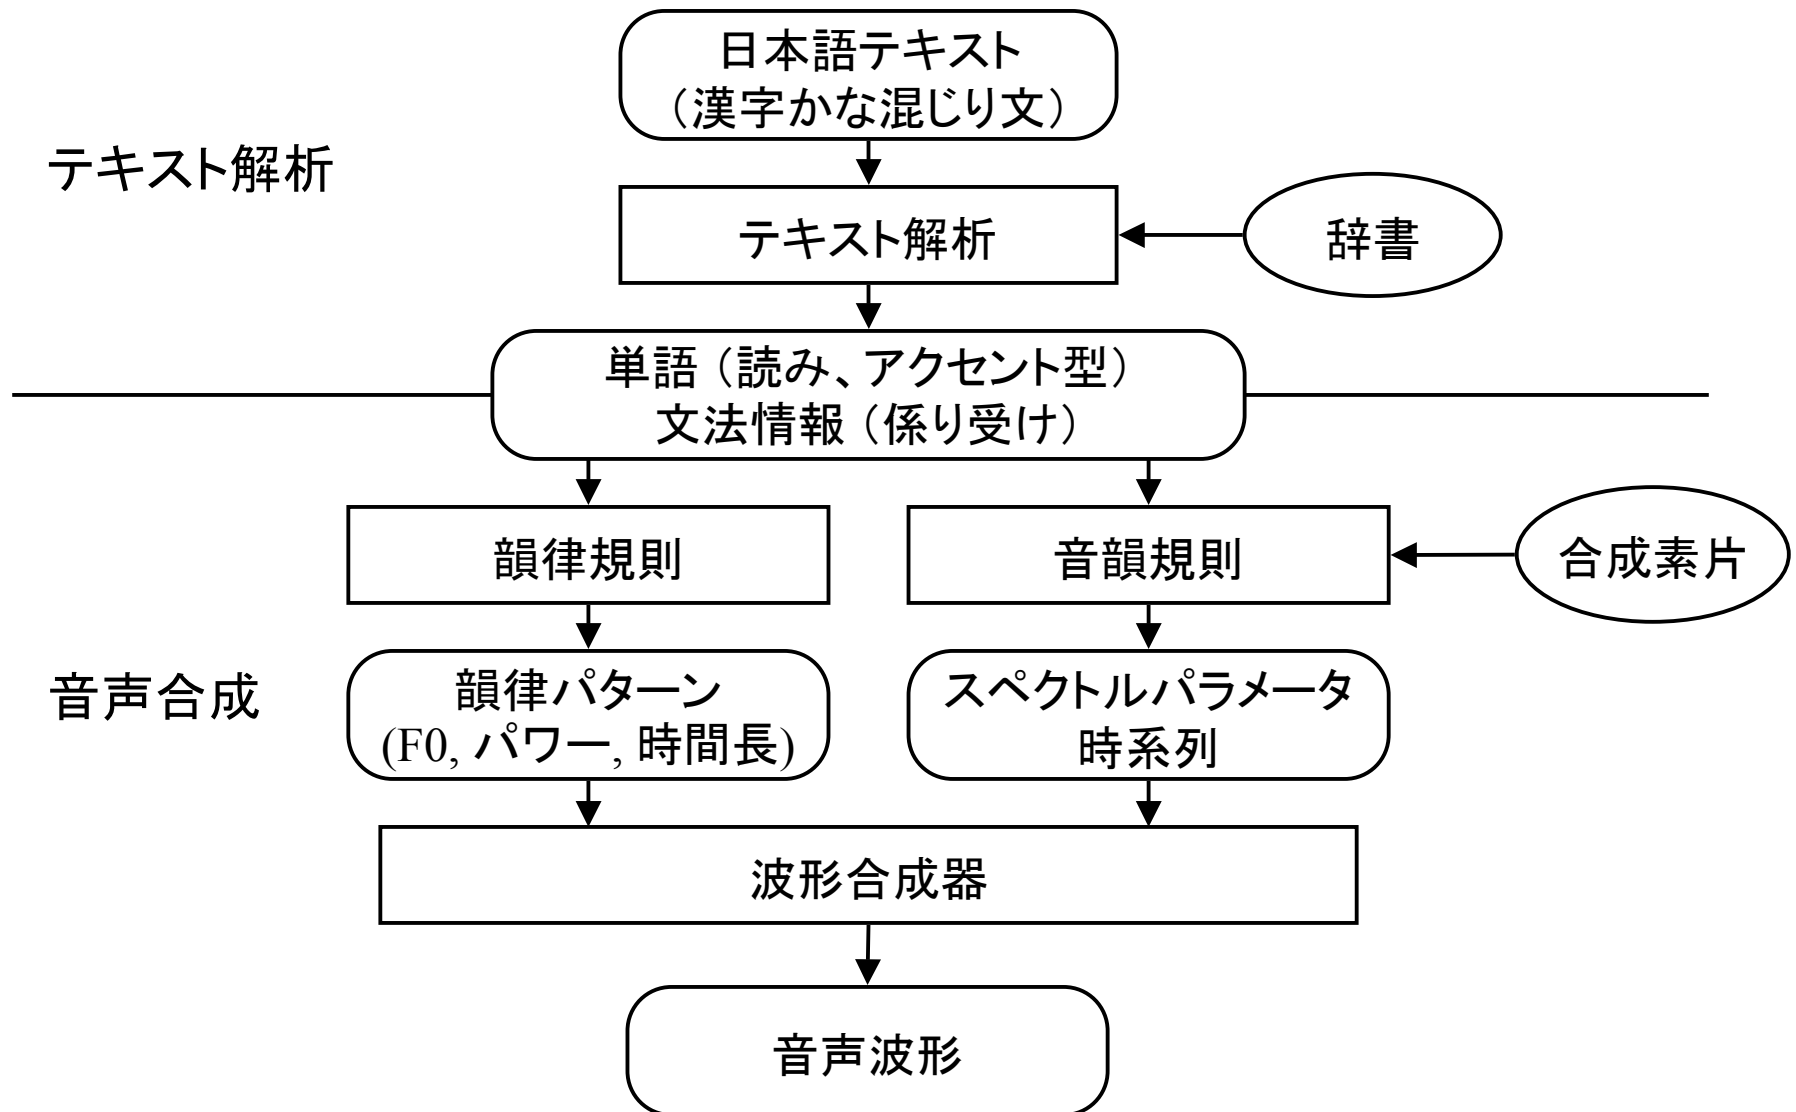 日本語テキスト
（漢字かな混じり文）
テキスト解析
テキスト解析
辞書
単語（読み、アクセント型）
文法情報（係り受け）
韻律規則
音韻規則
合成素片
音声合成
韻律パターン
(F0, パワー, 時間長)
スペクトルパラメータ
時系列
波形合成器
音声波形